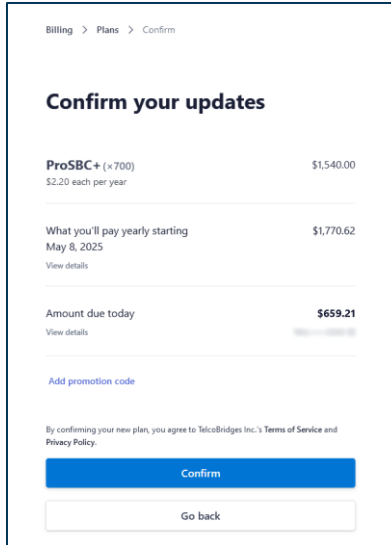 Billing > Plans > Confirm
Confirm your updates
ProSBC+ (×700) $1,540.00
$2.20 each per year
What you'll pay yearly starting $1,770.62
May 8, 2025
View details
Amount due today $659.21
View details
Add promotion code
By confirming your new plan, you agree to TelcoBridges Inc.'s Terms of Service and
Privacy Policy.
Confirm
Go back